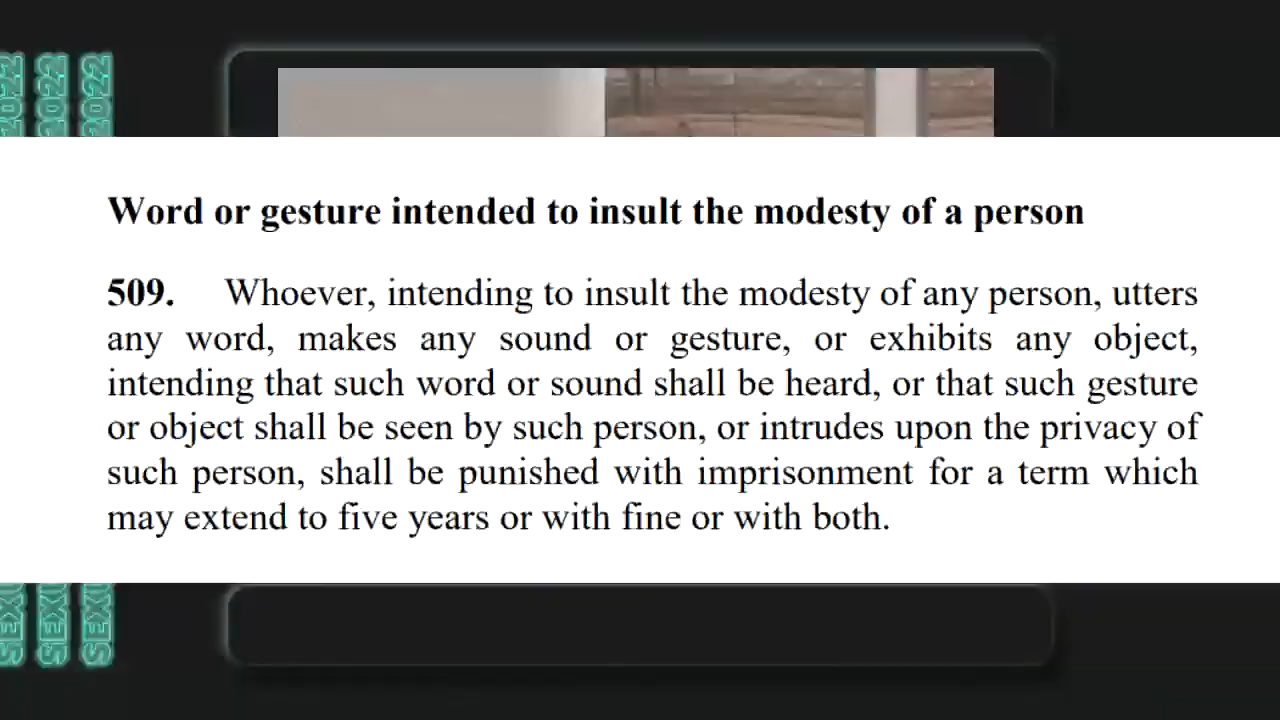 2022
2022
2022
Word or gesture intended to insult the modesty of a person
509. Whoever, intending to insult the modesty of any person, utters
any word, makes any sound or gesture, or exhibits any object,
intending that such word or sound shall be heard, or that such gesture
or object shall be seen by such person, or intrudes upon the privacy of
such person, shall be punished with imprisonment for a term which
may extend to five years or with fine or with both.